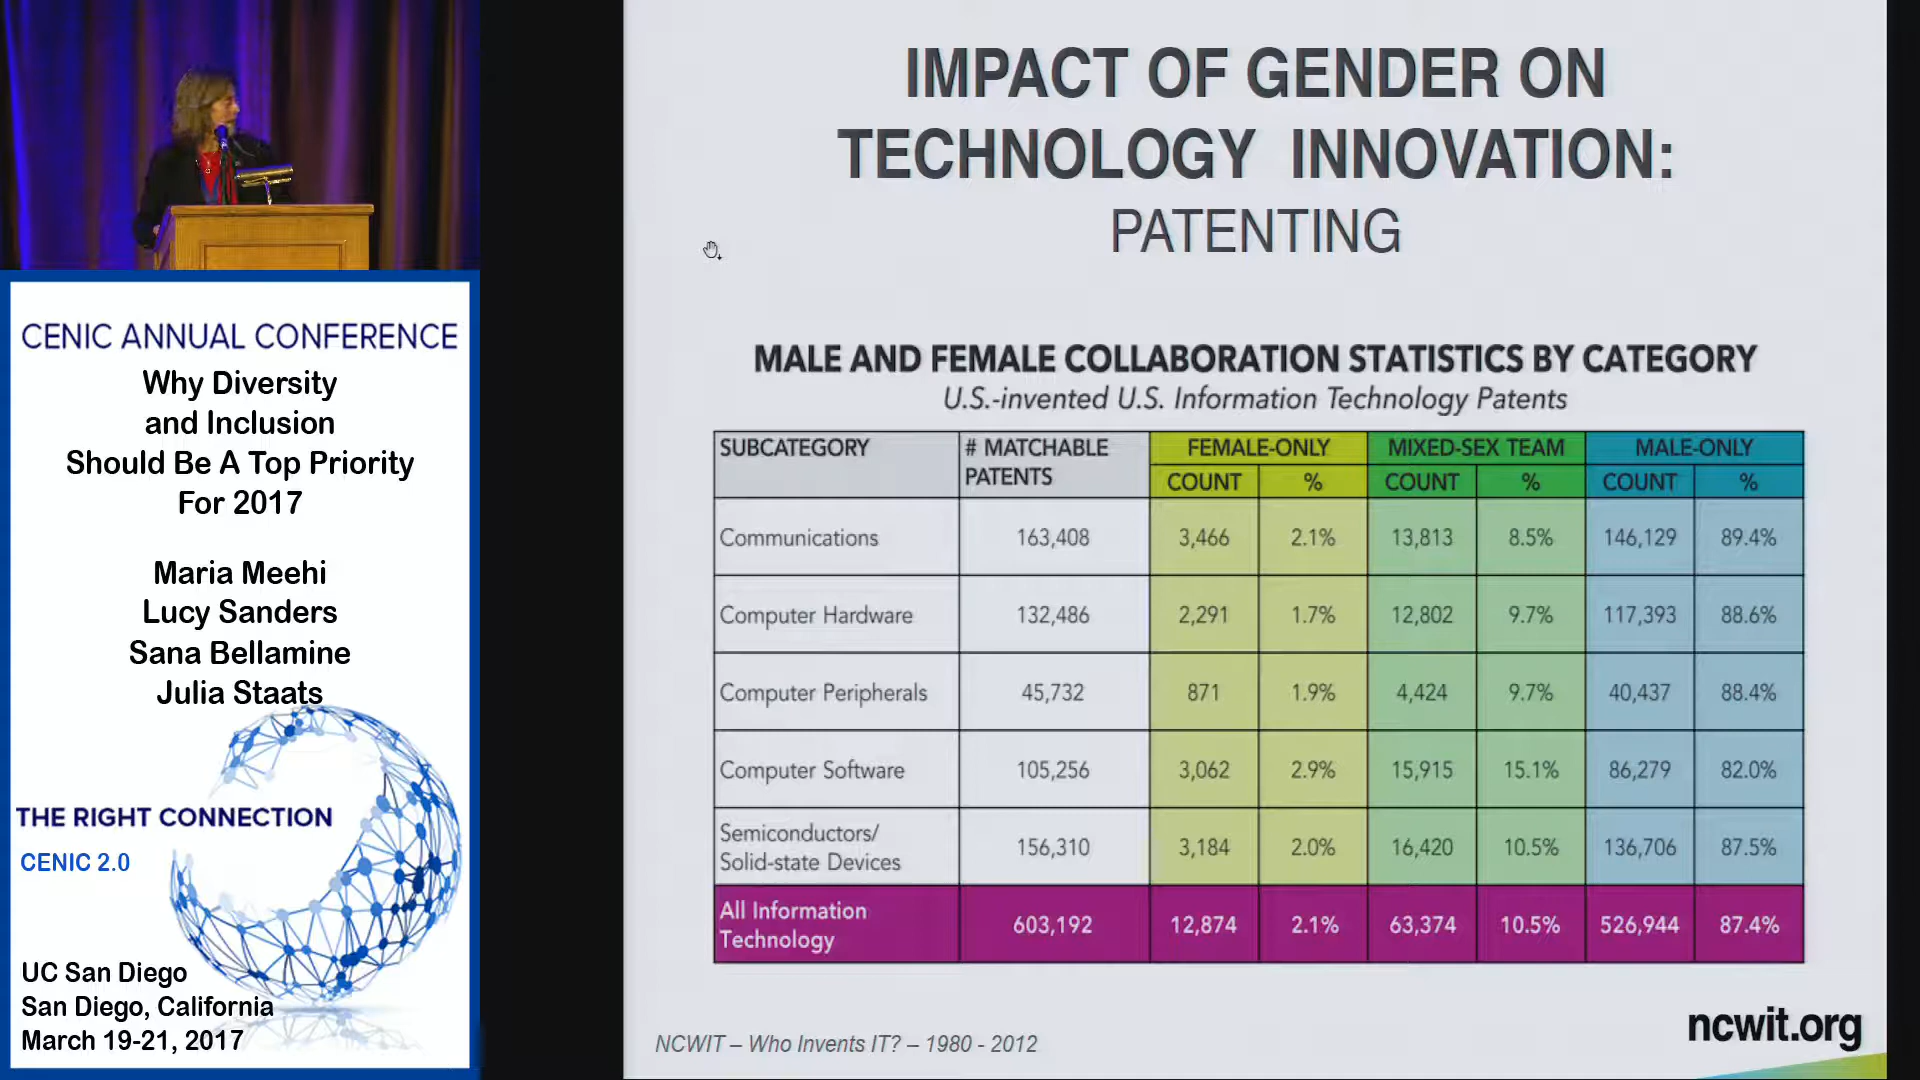 CENIC ANNUAL CONFERENCE
Why Diversity
and Inclusion
Should Be A Top Priority
For 2017
Maria Meehi
Lucy Sanders
Sana Bellamine
Julia Staats
THE RIGHT CONNECTION
CENIC 2.0
UC San Diego
San Diego, California
March 19-21, 2017
IMPACT OF GENDER ON
TECHNOLOGY INNOVATION:
PATENTING
MALE AND FEMALE COLLABORATION STATISTICS BY CATEGORY
U.S.-invented U.S. Information Technology Patents
SUBCATEGORY # MATCHABLE PATENTS FEMALE-ONLY MIXED-SEX TEAM MALE-ONLY
COUNT % COUNT % COUNT %
Communications 163,408 3,466 2.1% 13,813 8.5% 146,129 89.4%
Computer Hardware 132,486 2,291 1.7% 12,802 9.7% 117,393 88.6%
Computer Peripherals 45,732 871 1.9% 4,424 9.7% 40,437 88.4%
Computer Software 105,256 3,062 2.9% 15,915 15.1% 86,279 82.0%
Semiconductors/
Solid-state Devices 156,310 3,184 2.0% 16,420 10.5% 136,706 87.5%
All Information
Technology 603,192 12,874 2.1% 63,374 10.5% 526,944 87.4%
NCWIT – Who Invents IT? – 1980 - 2012
ncwit.org